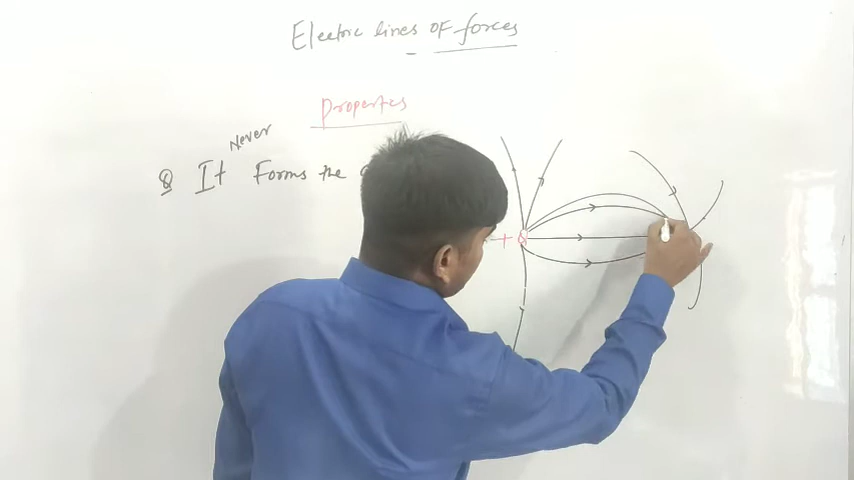 Electric lines of forces
Properties
Never
It Forms the
+ Q